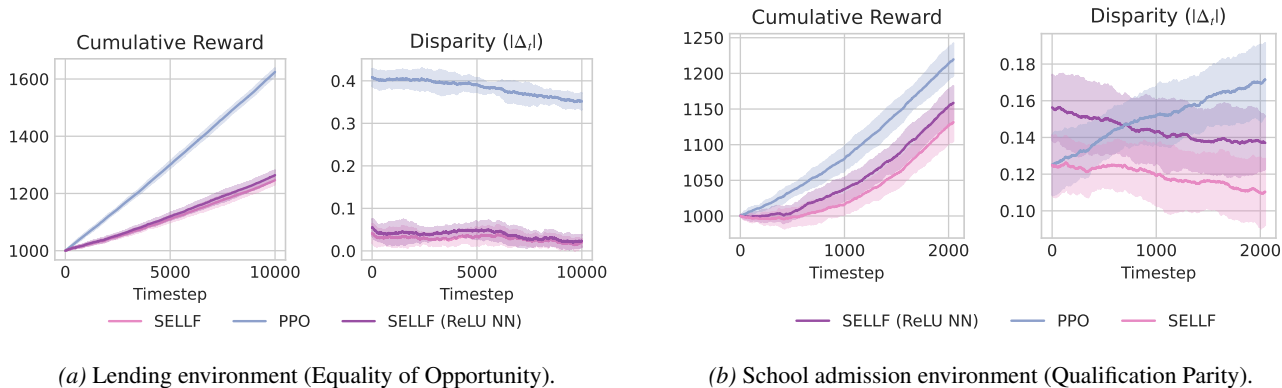 Cumulative Reward
1600
1400
1200
1000
0 5000 10000
Timestep
Disparity (|Δt|)
0.4
0.3
0.2
0.1
0.0
0 5000 10000
Timestep
SELLF PPO SELLF (ReLU NN)
(a) Lending environment (Equality of Opportunity).
Cumulative Reward
1250
1200
1150
1100
1050
1000
0 1000 2000
Timestep
Disparity (|Δt|)
0.18
0.16
0.14
0.12
0.10
0 1000 2000
Timestep
SELLF (ReLU NN) PPO SELLF
(b) School admission environment (Qualification Parity).